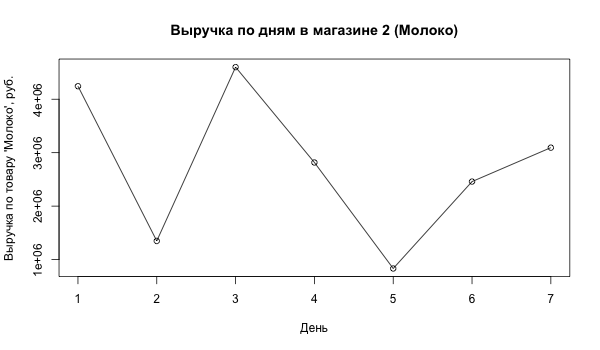 Выручка по дням в магазине 2 (Молоко)
Выручка по товару 'Молоко', руб.
4e+06
3e+06
2e+06
1e+06
1 2 3 4 5 6 7
День